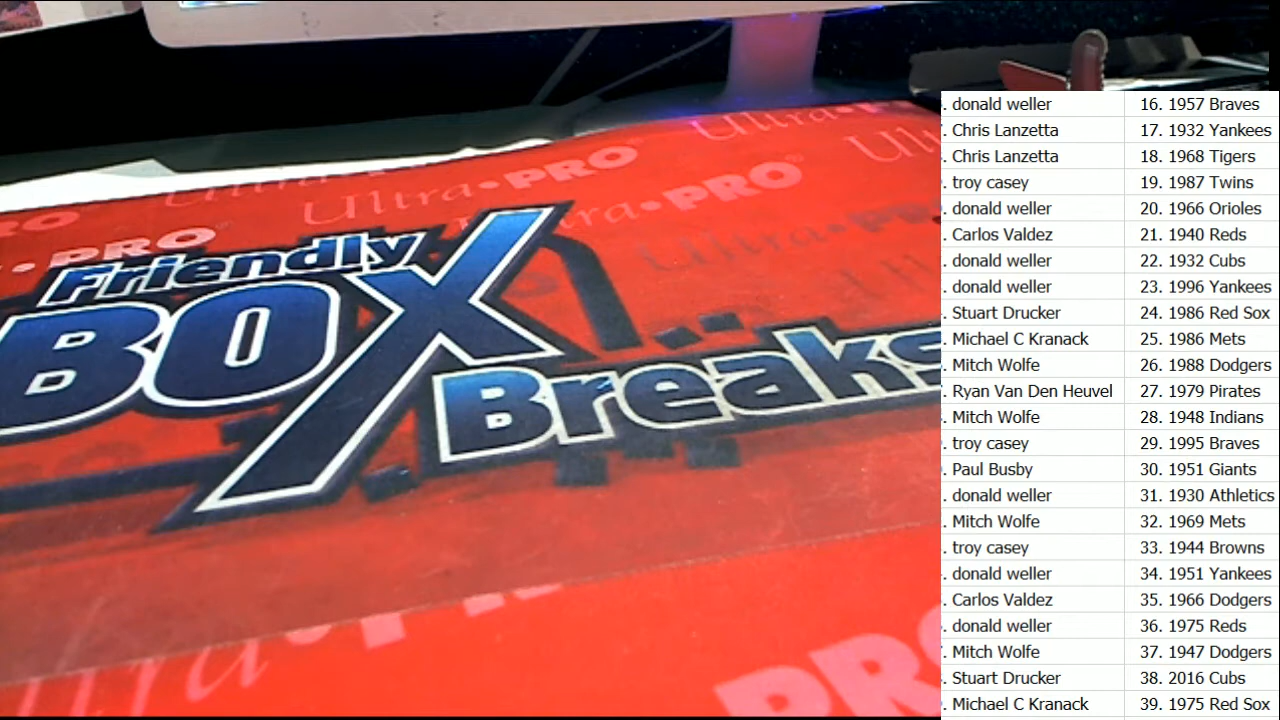 Ultra•PRO®
Ultra•PRO®
Ultra•PRO
•PRO®
PRO
Friendly
BOX
Breaks
Ultra•PR
PRO
. donald weller 16. 1957 Braves
. Chris Lanzetta 17. 1932 Yankees
. Chris Lanzetta 18. 1968 Tigers
. troy casey 19. 1987 Twins
. donald weller 20. 1966 Orioles
. Carlos Valdez 21. 1940 Reds
. donald weller 22. 1932 Cubs
. donald weller 23. 1996 Yankees
. Stuart Drucker 24. 1986 Red Sox
. Michael C Kranack 25. 1986 Mets
. Mitch Wolfe 26. 1988 Dodgers
. Ryan Van Den Heuvel 27. 1979 Pirates
. Mitch Wolfe 28. 1948 Indians
. troy casey 29. 1995 Braves
. Paul Busby 30. 1951 Giants
. donald weller 31. 1930 Athletics
. Mitch Wolfe 32. 1969 Mets
. troy casey 33. 1944 Browns
. donald weller 34. 1951 Yankees
. Carlos Valdez 35. 1966 Dodgers
. donald weller 36. 1975 Reds
. Mitch Wolfe 37. 1947 Dodgers
. Stuart Drucker 38. 2016 Cubs
. Michael C Kranack 39. 1975 Red Sox